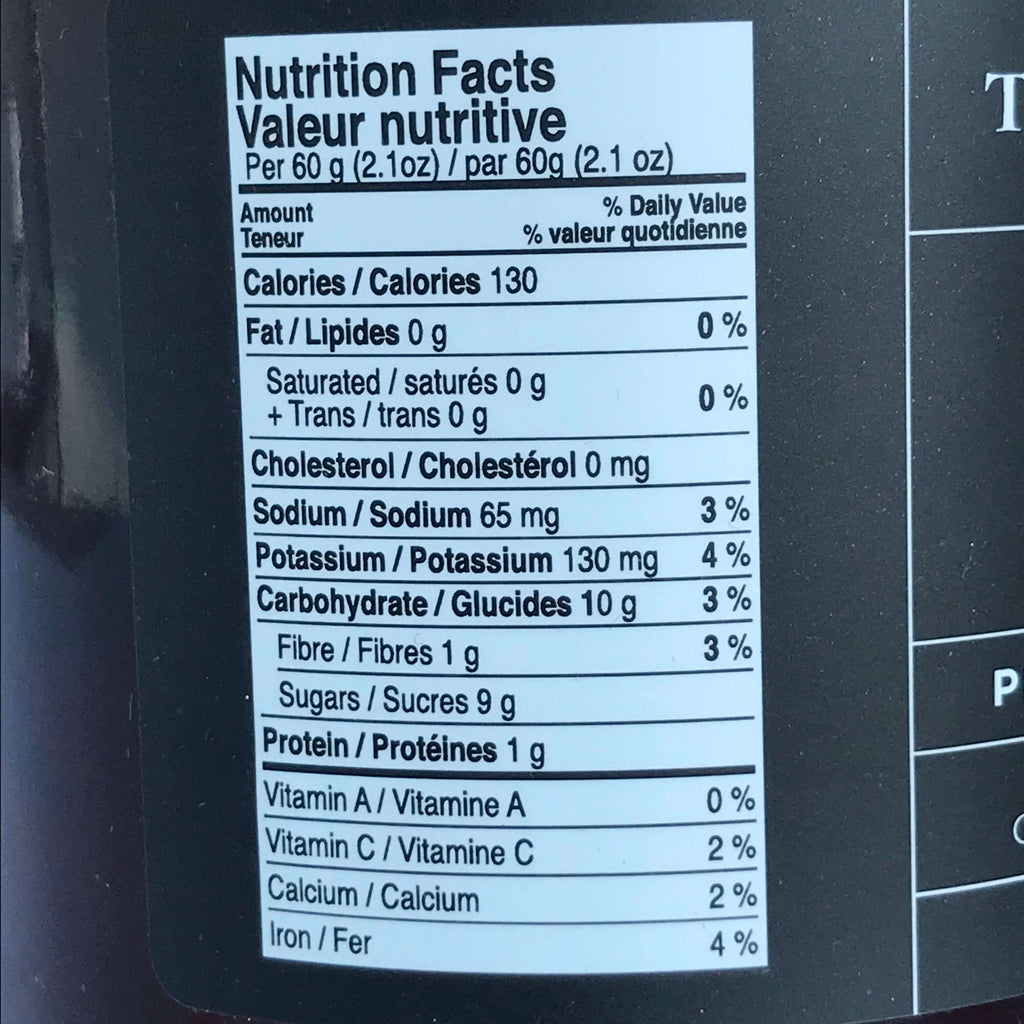 Nutrition Facts
Valeur nutritive
Per 60 g (2.1oz) / par 60g (2.1 oz)
Amount % Daily Value
Teneur % valeur quotidienne
Calories / Calories 130
Fat / Lipides 0 g 0 %
Saturated / saturés 0 g
+ Trans / trans 0 g 0 %
Cholesterol / Cholestérol 0 mg
Sodium / Sodium 65 mg 3 %
Potassium / Potassium 130 mg 4 %
Carbohydrate / Glucides 10 g 3 %
Fibre / Fibres 1 g 3 %
Sugars / Sucres 9 g
Protein / Protéines 1 g
Vitamin A / Vitamine A 0 %
Vitamin C / Vitamine C 2 %
Calcium / Calcium 2 %
Iron / Fer 4 %
T
P